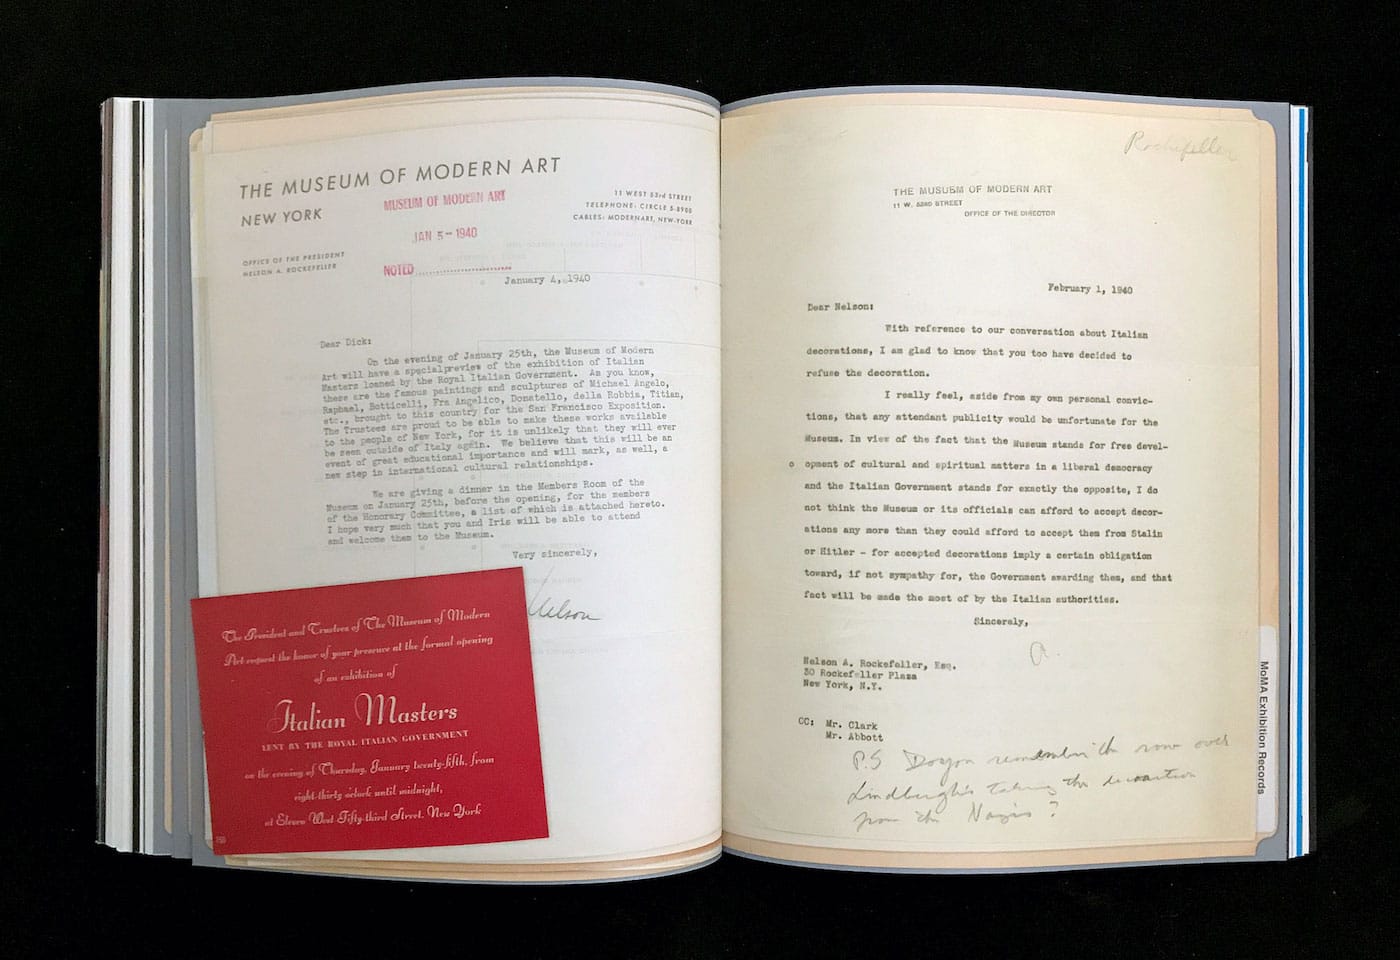 THE MUSEUM OF MODERN ART
NEW YORK
MUSEUM OF MODERN ART
JAN 5 - 1940
NOTED
11 WEST 53rd STREET
TELEPHONE: CIRCLE 5-8900
CABLES: MODERNART, NEW-YORK
OFFICE OF THE PRESIDENT
NELSON A. ROCKEFELLER
January 4, 1940
Dear Dick:
On the evening of January 25th, the Museum of Modern
Art will have a specialpreview of the exhibition of Italian
Masters loaned by the Royal Italian Government. As you know,
these are the famous paintings and sculptures of Michael Angelo,
Raphael, Botticelli, Fra Angelico, Donatello, della Robbia, Titian,
etc., brought to this country for the San Francisco Exposition.
The Trustees are proud to be able to make these works available
to the people of New York, for it is unlikely that they will ever
be seen outside of Italy again. We believe that this will be an
event of great educational importance and will mark, as well, a
new step in international cultural relationships.
We are giving a dinner in the Members Room of the
Museum on January 25th, before the opening, for the members
of the Honorary Committee, a list of which is attached hereto.
I hope very much that you and Iris will be able to attend
and welcome them to the Museum.
Very sincerely,
Nelson
The President and Trustees of The Museum of Modern
Art request the honor of your presence at the formal opening
of an exhibition of
Italian Masters
LENT BY THE ROYAL ITALIAN GOVERNMENT
on the evening of Thursday, January twenty-fifth, from
eight-thirty o'clock until midnight,
at Eleven West Fifty-third Street, New York
Rockefeller
THE MUSUEM OF MODERN ART
11 W. 53RD STREET
OFFICE OF THE DIRECTOR
February 1, 1940
Dear Nelson:
With reference to our conversation about Italian
decorations, I am glad to know that you too have decided to
refuse the decoration.
I really feel, aside from my own personal convic-
tions, that any attendant publicity would be unfortunate for the
Museum. In view of the fact that the Museum stands for free devel-
opment of cultural and spiritual matters in a liberal democracy
and the Italian Government stands for exactly the opposite, I do
not think the Museum or its officials can afford to accept decor-
ations any more than they could afford to accept them from Stalin
or Hitler - for accepted decorations imply a certain obligation
toward, if not sympathy for, the Government awarding them, and that
fact will be made the most of by the Italian authorities.
Sincerely,
A.
Nelson A. Rockefeller, Esq.
30 Rockefeller Plaza
New York, N.Y.
CC: Mr. Clark
Mr. Abbott
P.S Do you remember the row over
Lindbergh's taking the decoration
from the Nazis?
MoMA Exhibition Records